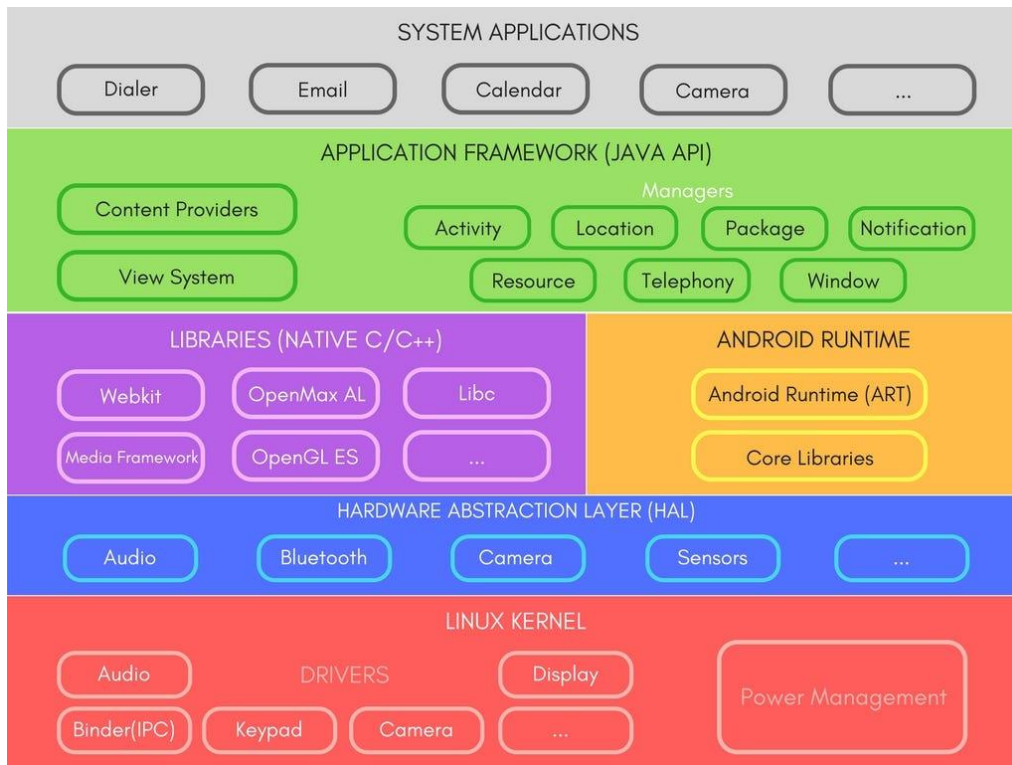 SYSTEM APPLICATIONS
Dialer
Email
Calendar
Camera
...
APPLICATION FRAMEWORK (JAVA API)
Content Providers
View System
Managers
Activity
Location
Package
Notification
Resource
Telephony
Window
LIBRARIES (NATIVE C/C++)
Webkit
OpenMax AL
Libc
Media Framework
OpenGL ES
...
ANDROID RUNTIME
Android Runtime (ART)
Core Libraries
HARDWARE ABSTRACTION LAYER (HAL)
Audio
Bluetooth
Camera
Sensors
...
LINUX KERNEL
Audio
DRIVERS
Display
Binder(IPC)
Keypad
Camera
...
Power Management